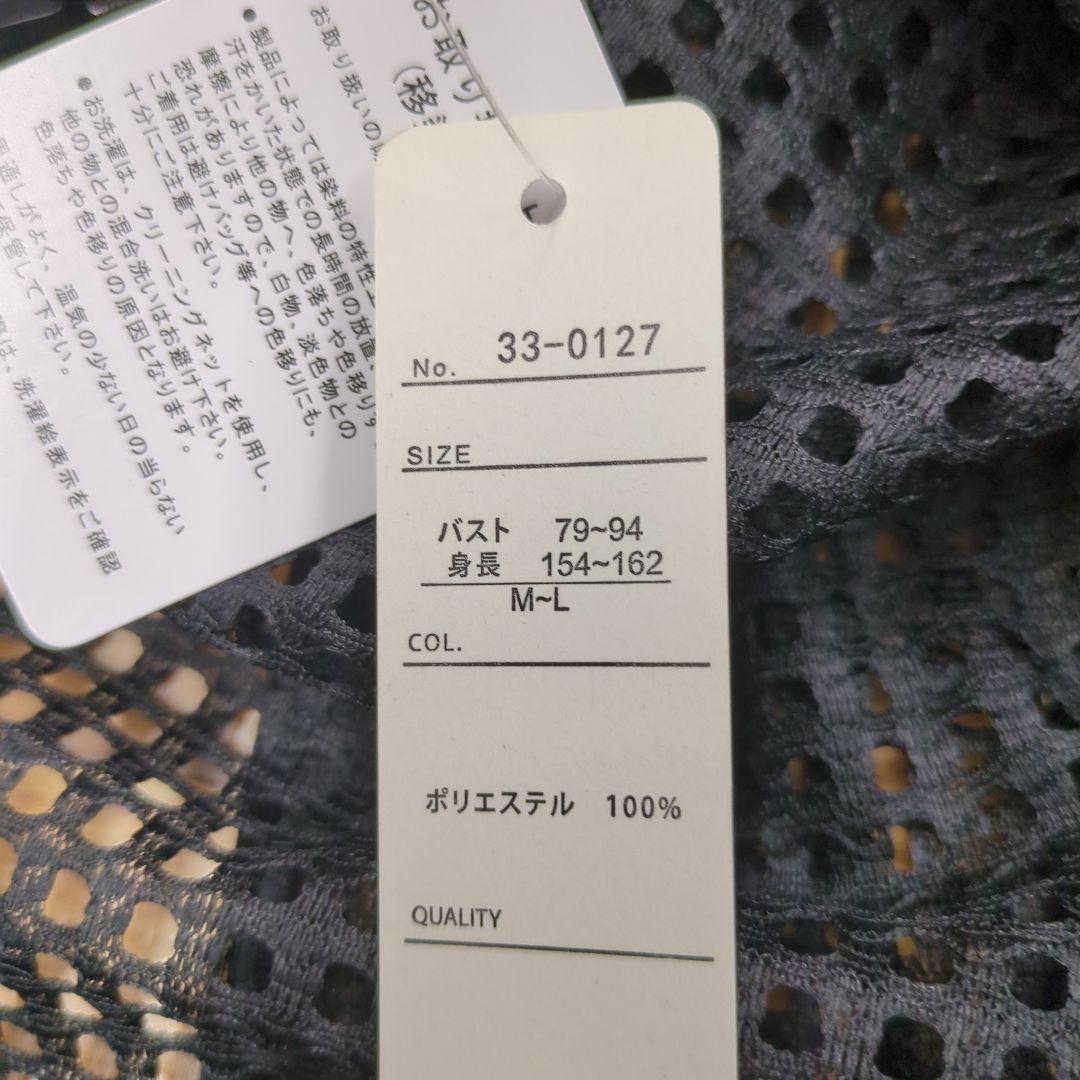 お取り
(移
お取り扱いの
●製品によっては染料の特性上
汗をかいた状態での長時間の放置、
摩擦により他の物へ、色落ちや色移りす
恐れがありますので、白物、淡色物との
ご着用は避けバッグ等への色移りにも、
十分にご注意下さい。
●お洗濯は、クリーニングネットを使用し、
他の物との混合洗いはお避け下さい。
色落ちや色移りの原因となります。
通しがよく、湿気の少ない日の当らない
保管して下さい。
は、洗濯絵表示をご確認
No. 33-0127
SIZE
バスト 79~94
身長 154~162
M~L
COL.
ポリエステル 100%
QUALITY